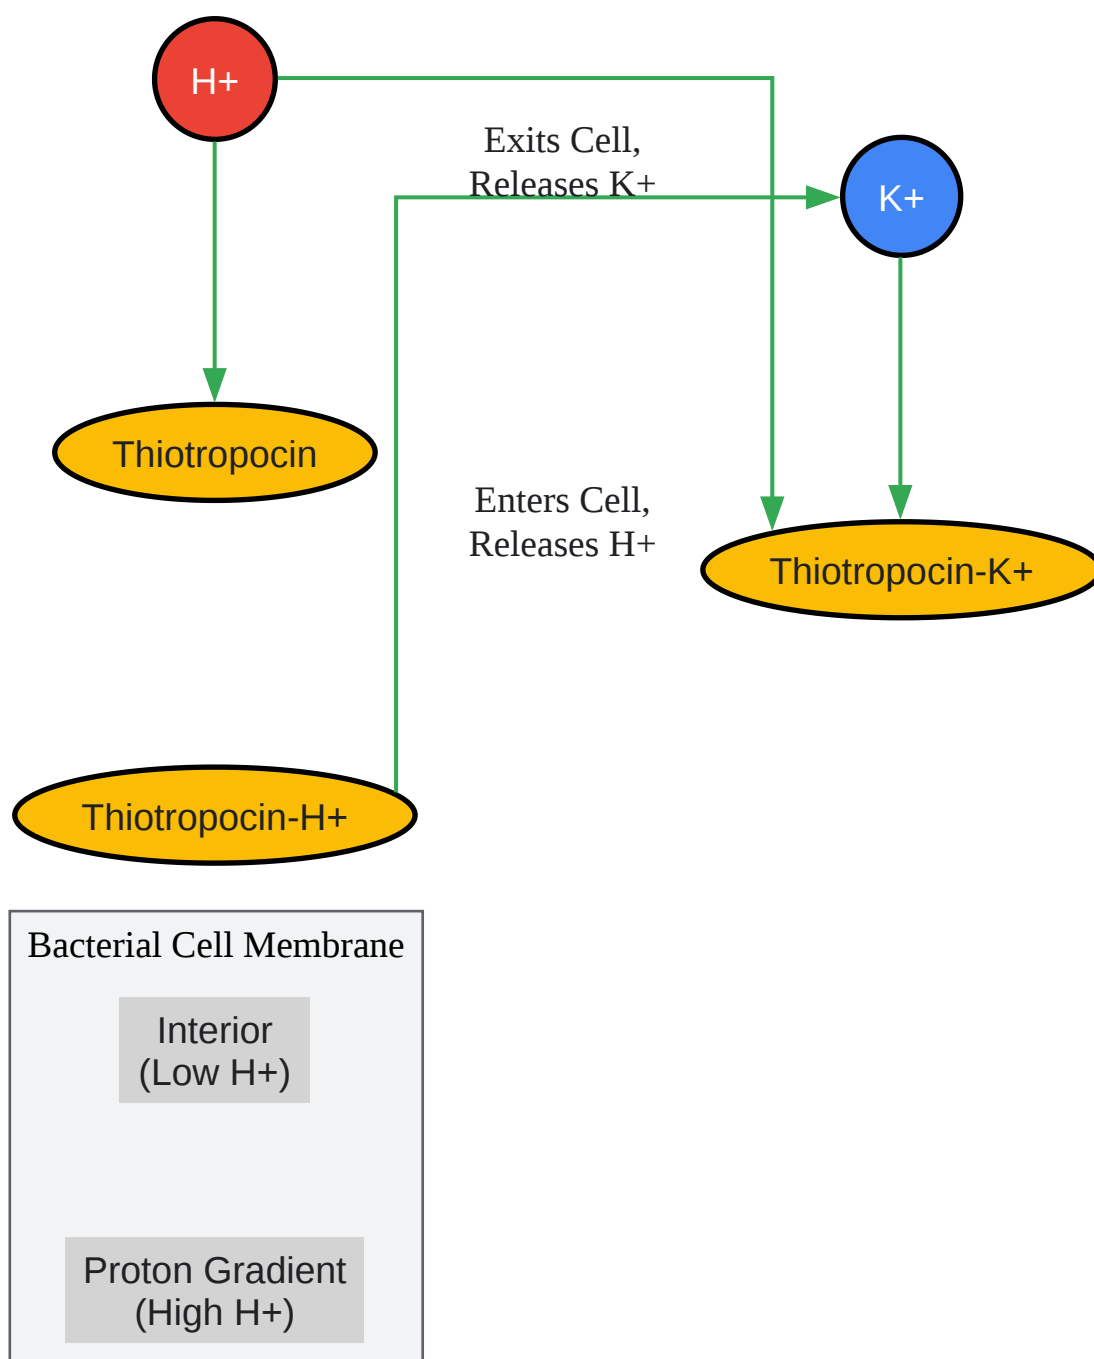 H+
Exits Cell,
Releases K+
K+
Thiotropocin
Enters Cell,
Releases H+
Thiotropocin-K+
Thiotropocin-H+
Bacterial Cell Membrane
Interior
(Low H+)
Proton Gradient
(High H+)